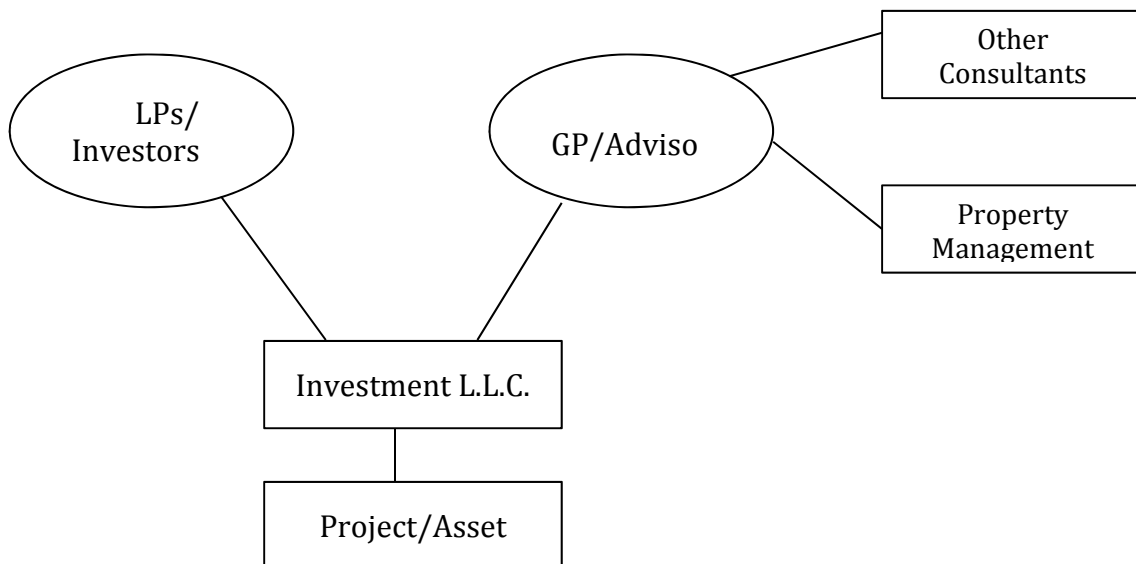 LPs/
Investors
GP/Adviso
Other
Consultants
Property
Management
Investment L.L.C.
Project/Asset